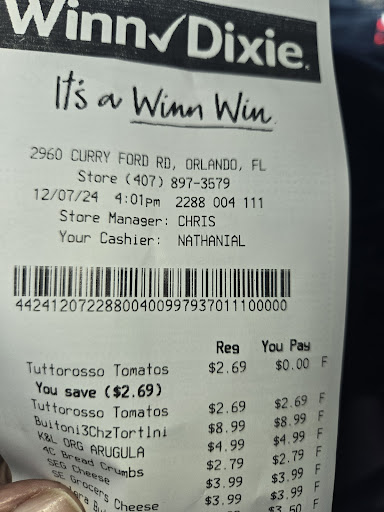 Winn✓Dixie.
It's a Winn Win.
2960 CURRY FORD RD, ORLANDO, FL
Store (407) 897-3579
12/07/24 4:01pm 2288 004 111
Store Manager: CHRIS
Your Cashier: NATHANIAL
44241207228800400997937011100000
Reg You Pay
Tuttorosso Tomatos $2.69 $0.00 F
You save ($2.69)
Tuttorosso Tomatos $2.69 $2.69 F
Buitoni3ChzTortlni $8.99 $8.99 F
K&L ORG ARUGULA $4.99 $4.99 F
4C Bread Crumbs $2.79 $2.79 F
SEG Cheese $3.99 $3.99 F
SE Grocers Cheese $3.99 $3.99 F
F